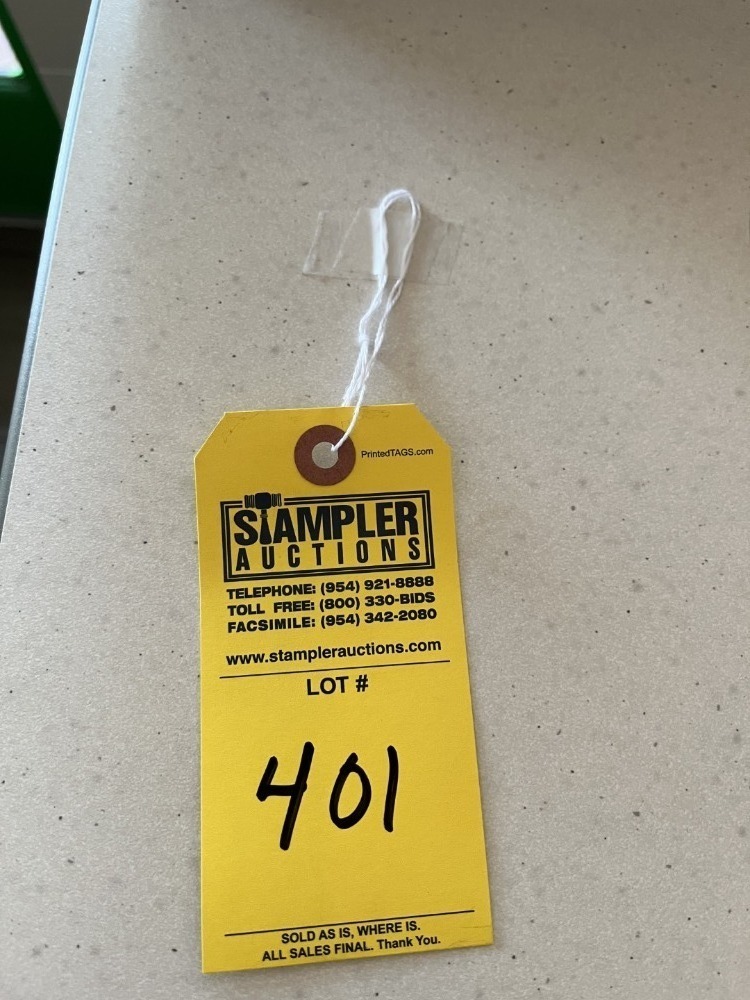 PrintedTAGS.com
STAMPLER
AUCTIONS
TELEPHONE: (954) 921-8888
TOLL FREE: (800) 330-BIDS
FACSIMILE: (954) 342-2080
www.stamplerauctions.com
LOT #
401
SOLD AS IS, WHERE IS.
ALL SALES FINAL. Thank You.